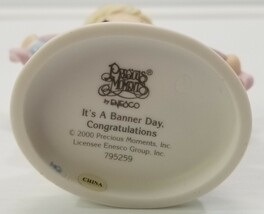 PRECIOUS
MOMENTS
by ENESCO
It's A Banner Day,
Congratulations
© 2000 Precious Moments, Inc.
Licensee Enesco Group, Inc.
795259
CHINA